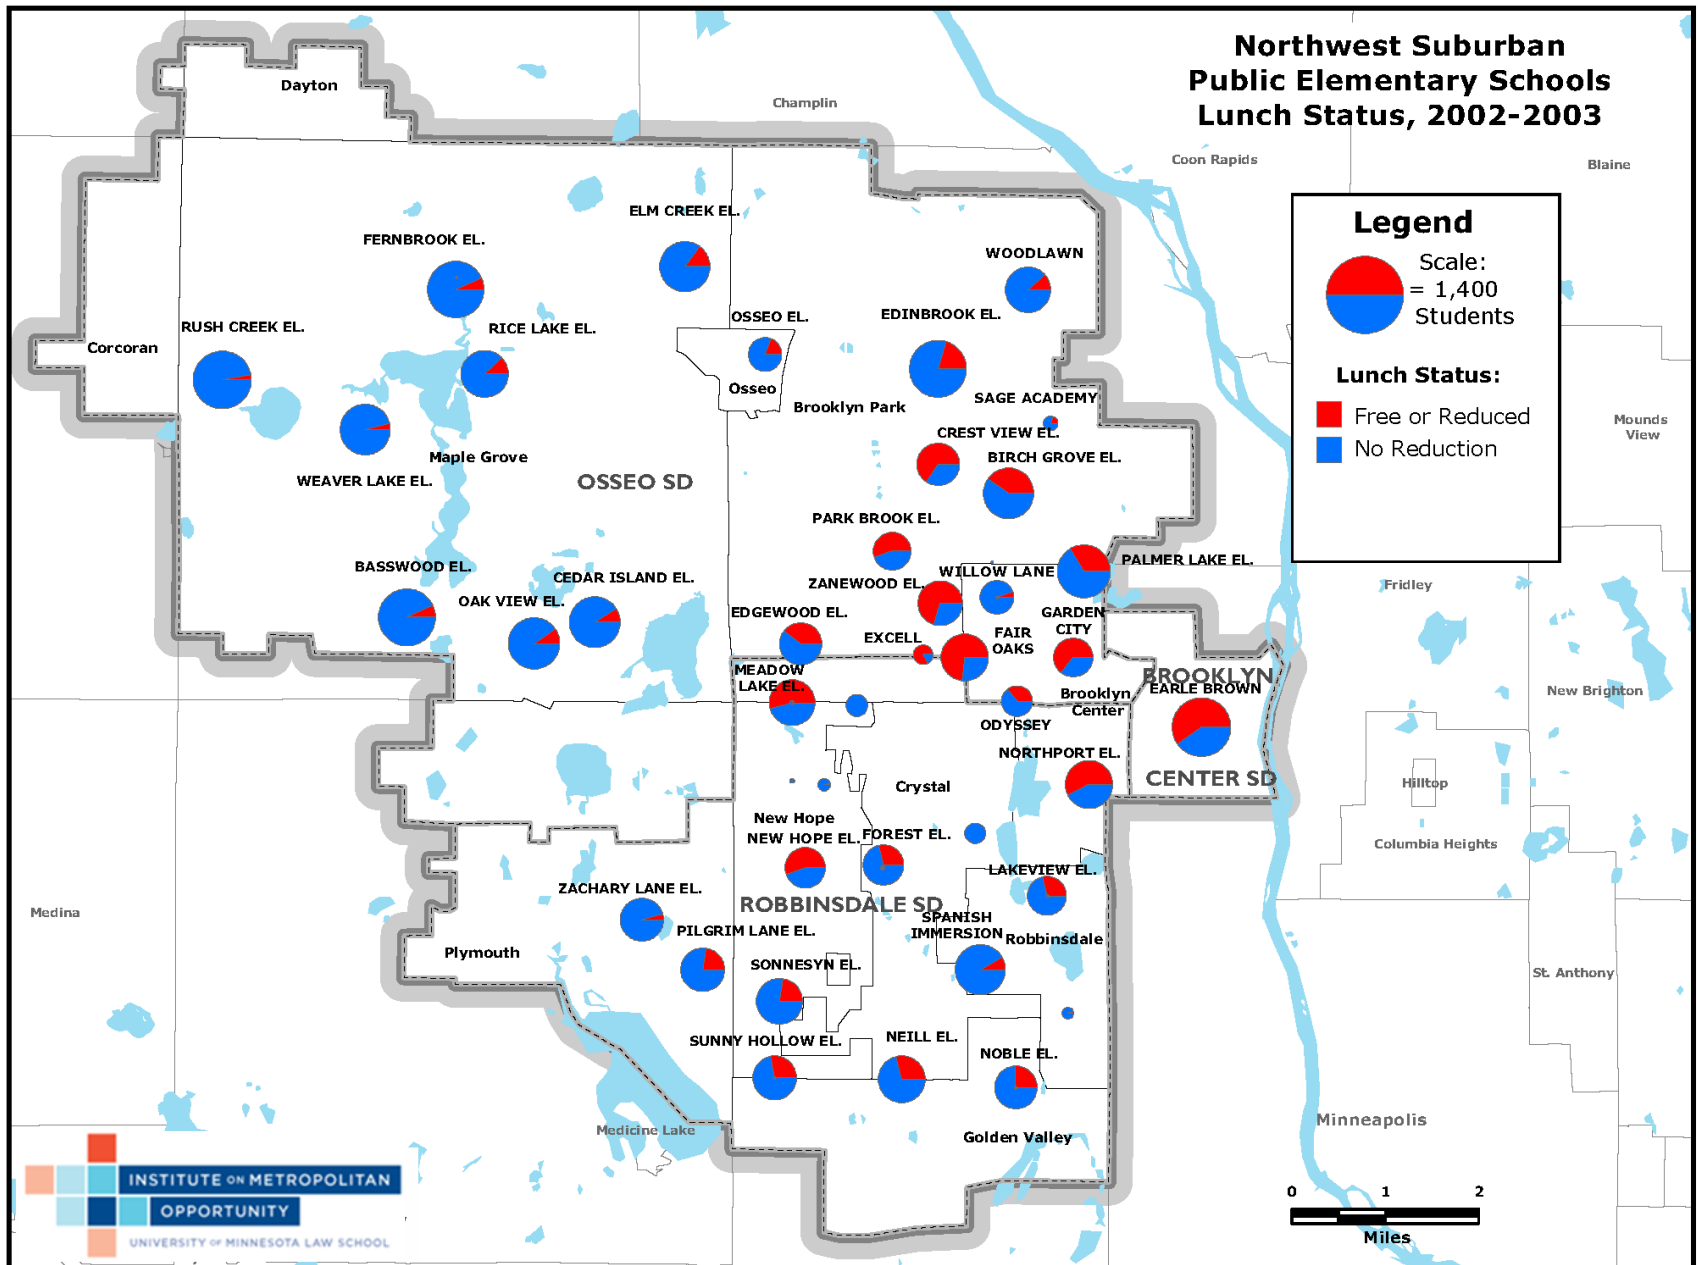 Northwest Suburban
Public Elementary Schools
Lunch Status, 2002-2003
Dayton
Champlin
Coon Rapids
Blaine
ELM CREEK EL.
FERNBROOK EL.
WOODLAWN
Legend
Scale:
= 1,400
Students
RUSH CREEK EL.
RICE LAKE EL.
OSSEO EL.
EDINBROOK EL.
Corcoran
Osseo
Brooklyn Park
SAGE ACADEMY
Lunch Status:
Free or Reduced
No Reduction
Mounds
View
CREST VIEW EL.
BIRCH GROVE EL.
Maple Grove
WEAVER LAKE EL.
OSSEO SD
PARK BROOK EL.
PALMER LAKE EL.
BASSWOOD EL.
CEDAR ISLAND EL.
ZANEWOOD EL.
WILLOW LANE
Fridley
OAK VIEW EL.
EDGEWOOD EL.
GARDEN
CITY
EXCELL
FAIR
OAKS
MEADOW
LAKE EL.
BROOKLYN
EARLE BROWN
Brooklyn
Center
New Brighton
ODYSSEY
NORTHPORT EL.
CENTER SD
Hilltop
Crystal
New Hope
NEW HOPE EL.
FOREST EL.
Columbia Heights
LAKEVIEW EL.
ZACHARY LANE EL.
ROBBINSDALE SD
Medina
SPANISH
IMMERSION
Robbinsdale
PILGRIM LANE EL.
Plymouth
SONNESYN EL.
St. Anthony
SUNNY HOLLOW EL.
NEILL EL.
NOBLE EL.
Medicine Lake
Golden Valley
Minneapolis
INSTITUTE ON METROPOLITAN
OPPORTUNITY
UNIVERSITY OF MINNESOTA LAW SCHOOL
0 1 2
Miles